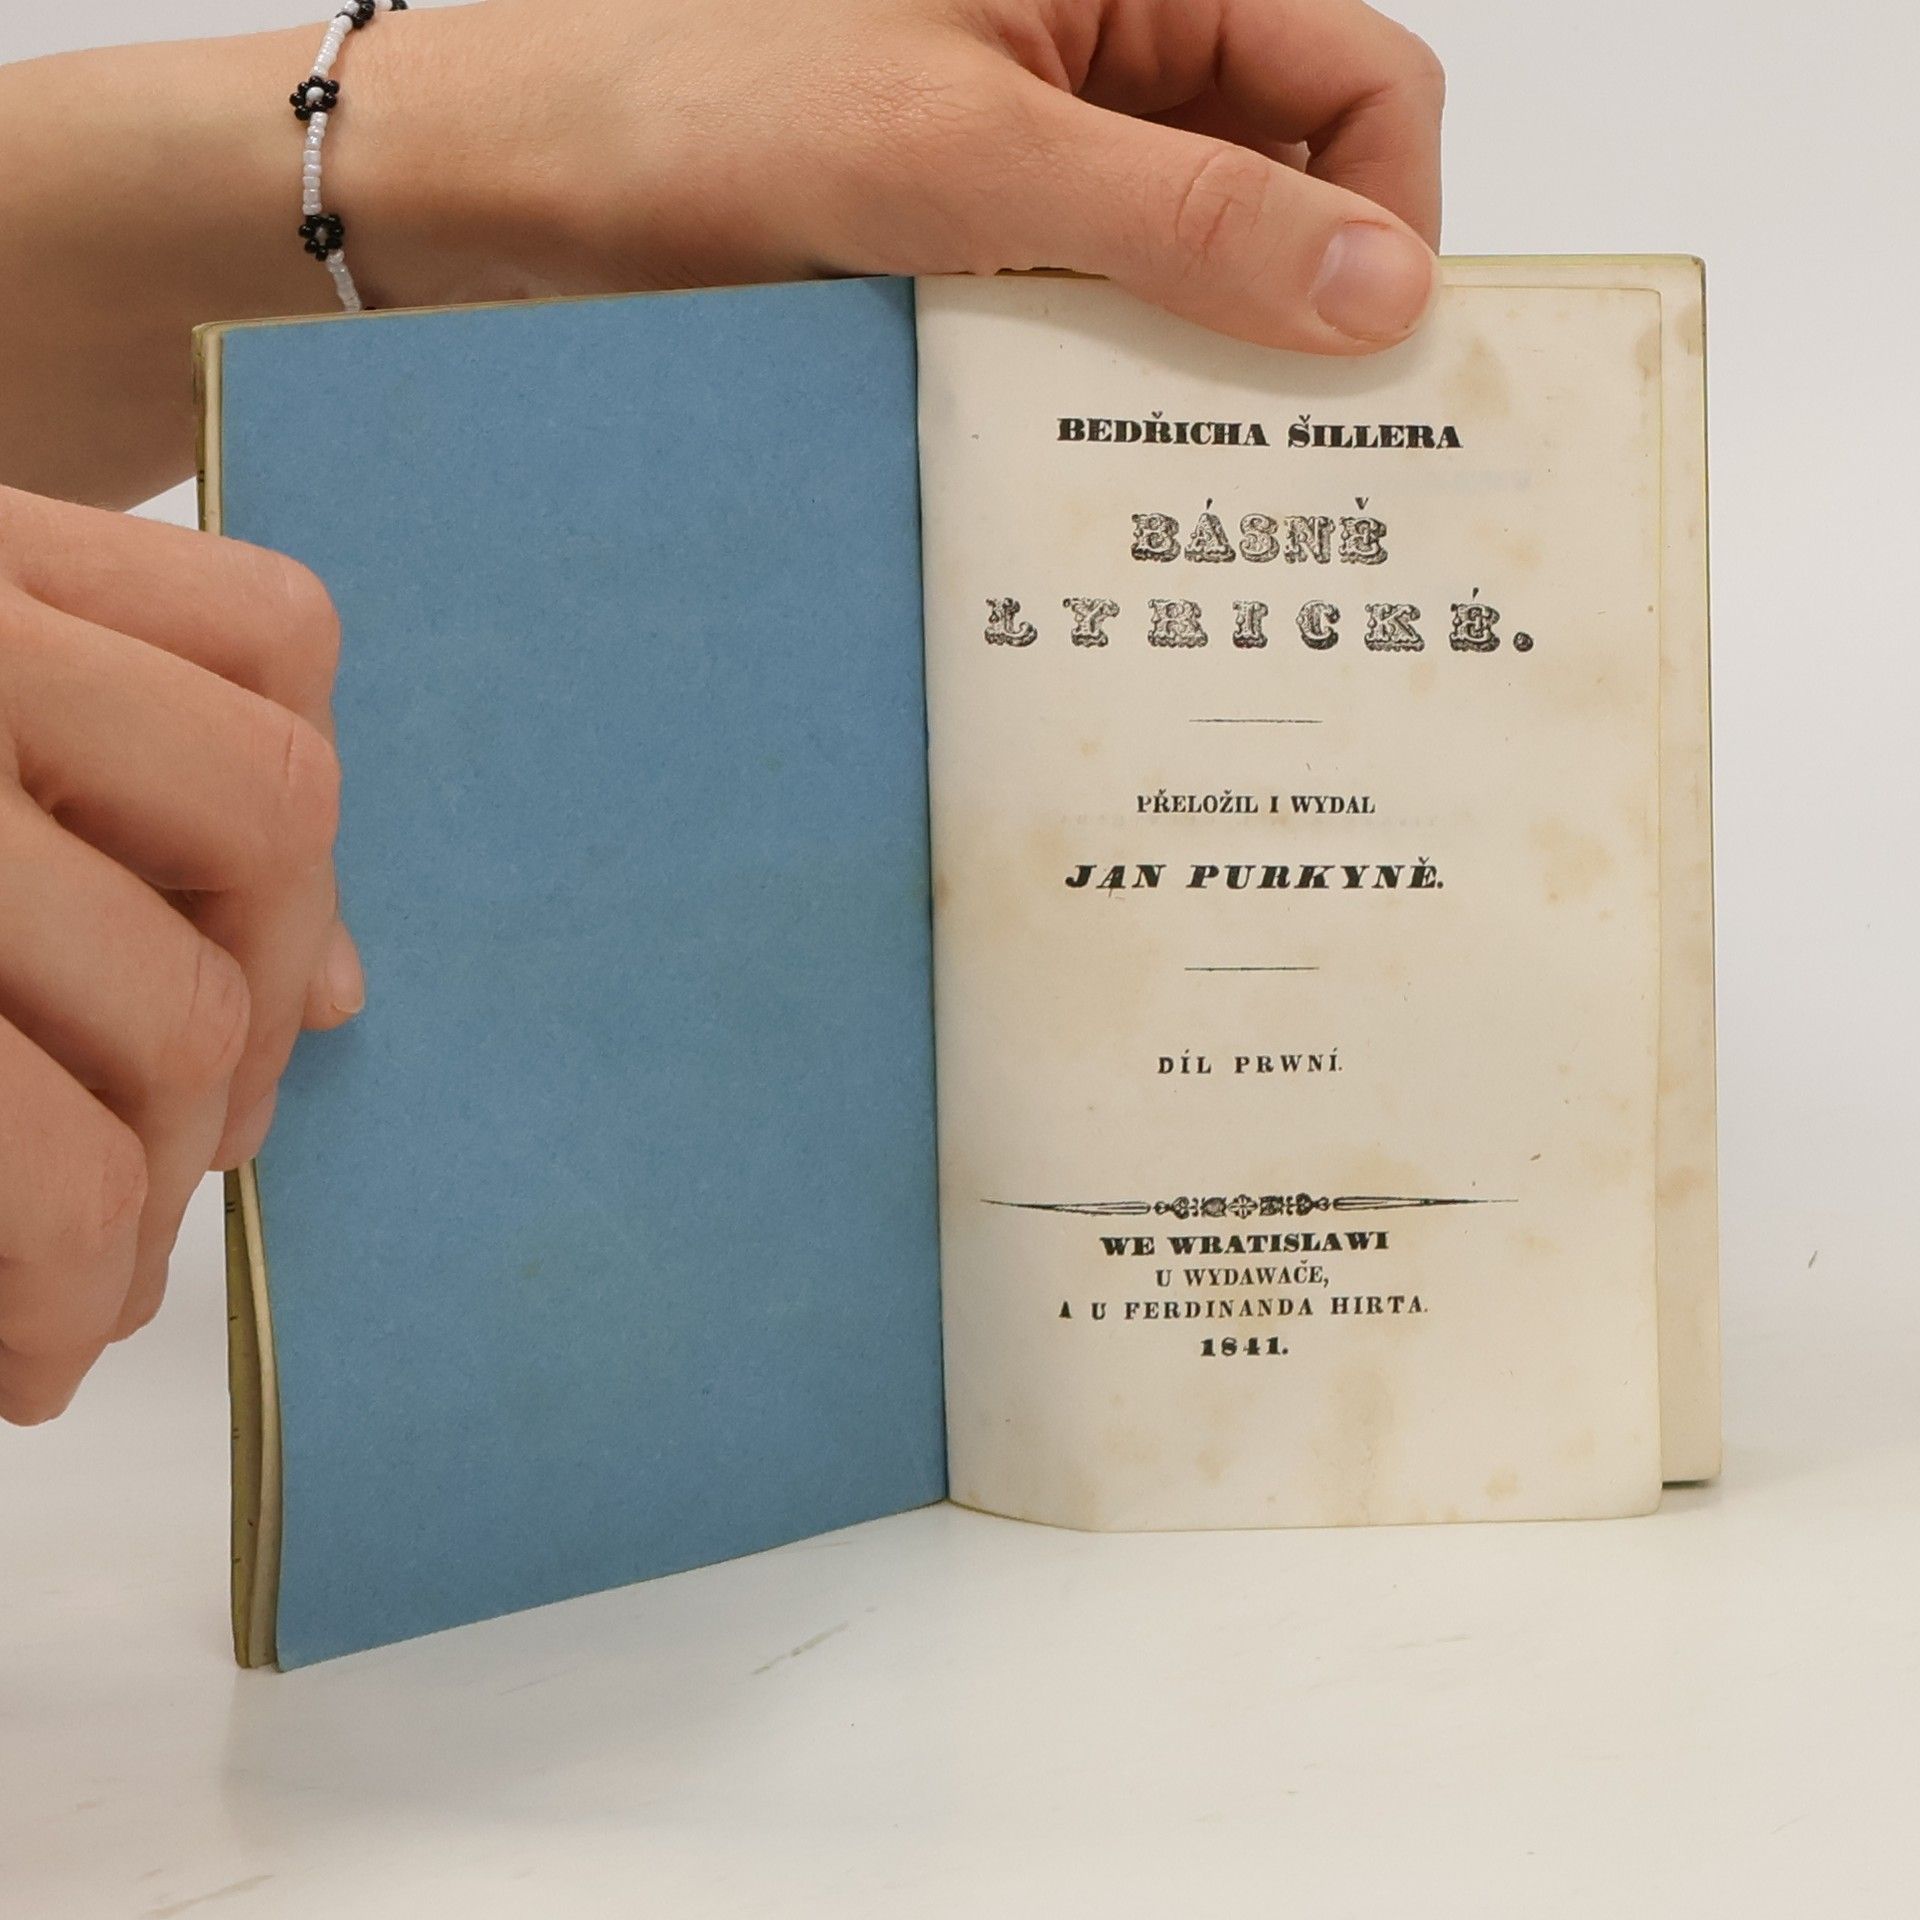 BEDŘICHA ŠILLERA
BÁSNĚ
LYRICKÉ.
PŘELOŽIL I WYDAL
JAN PURKYNĚ.
DÍL PRWNÍ.
WE WRATISLAWI
U WYDAWAČE,
A U FERDINANDA HIRTA.
1841.